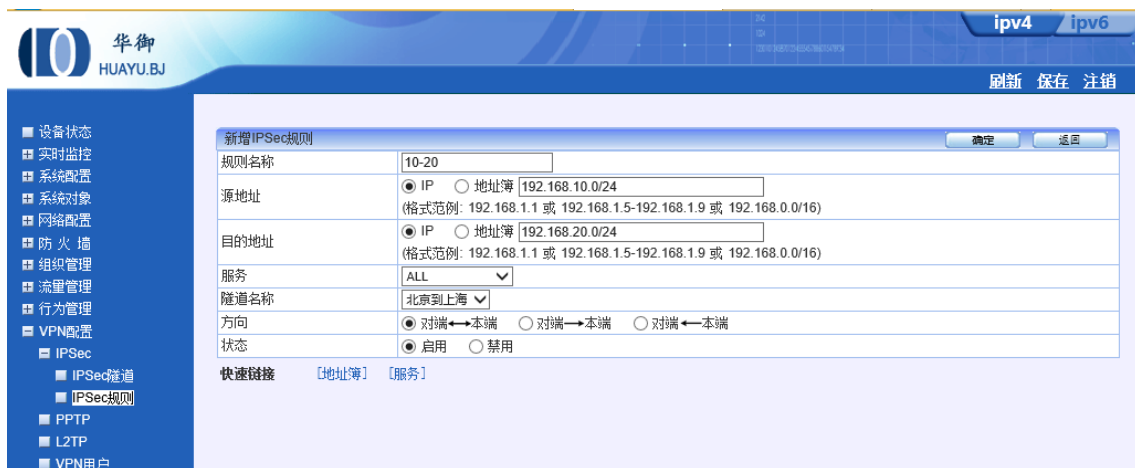 ipv4 ipv6
华御
HUAYU.BJ
刷新 保存 注销
设备状态
实时监控
系统配置
系统对象
网络配置
防 火 墙
组织管理
流量管理
行为管理
VPN配置
IPSec
IPSec隧道
IPSec规则
PPTP
L2TP
VPN用户
新增IPSec规则 确定 返回
规则名称 10-20
源地址 IP 地址簿 192.168.10.0/24
(格式范例: 192.168.1.1 或 192.168.1.5-192.168.1.9 或 192.168.0.0/16)
目的地址 IP 地址簿 192.168.20.0/24
(格式范例: 192.168.1.1 或 192.168.1.5-192.168.1.9 或 192.168.0.0/16)
服务 ALL
隧道名称 北京到上海
方向 对端⟷本端 对端⟶本端 对端⟵本端
状态 启用 禁用
快速链接 [地址簿] [服务]